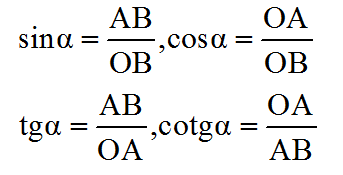 sinα = AB/OB ,cosα = OA/OB
tgα = AB/OA ,cotgα = OA/AB